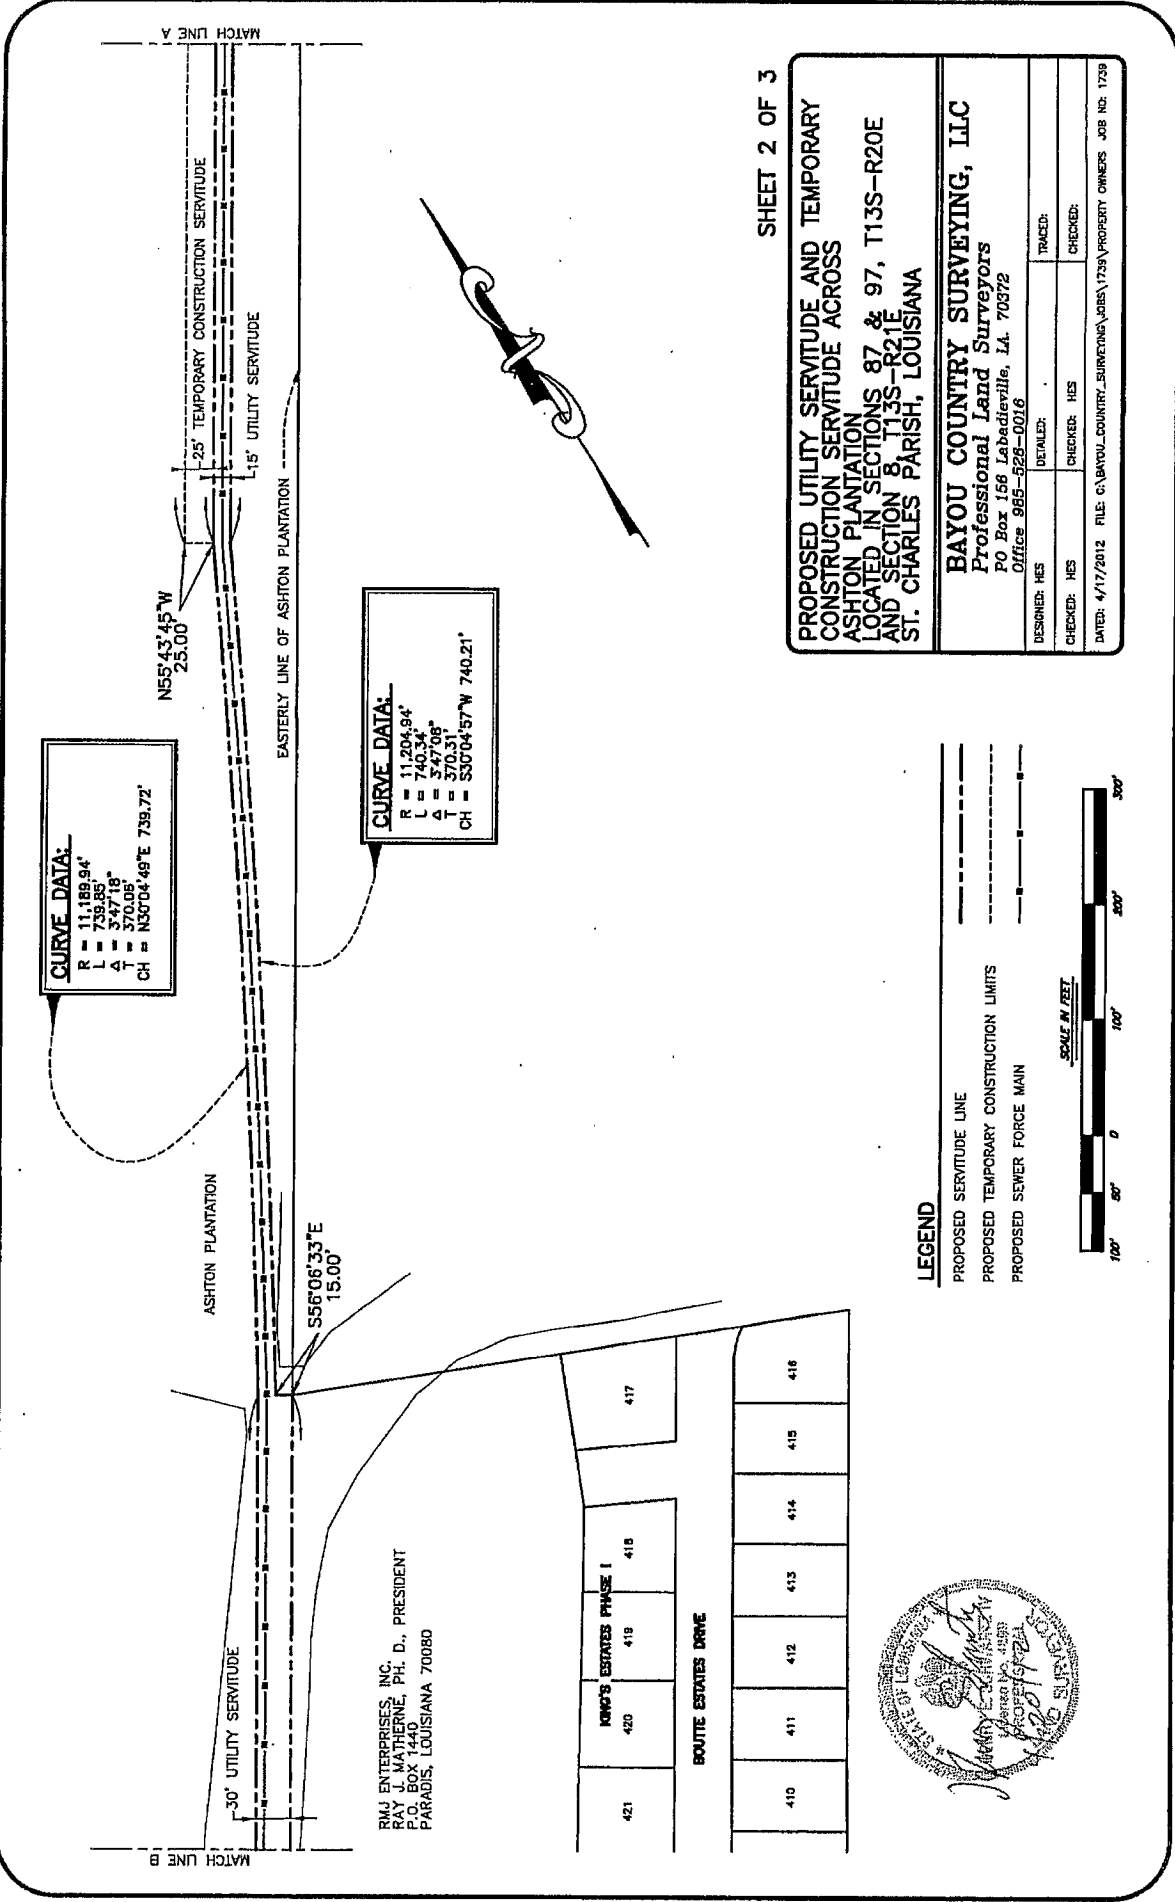 MATCH LINE A
25' TEMPORARY CONSTRUCTION SERVITUDE
15' UTILITY SERVITUDE
N55°43'45"W
25.00'
EASTERLY LINE OF ASHTON PLANTATION
CURVE DATA:
R = 11,189.94'
L = 739.85'
Δ = 3°47'18"
T = 370.06'
CH = N30°04'49"E 739.72'
CURVE DATA:
R = 11,204.94'
L = 740.34'
Δ = 3°47'08"
T = 370.31'
CH = S30°04'57"W 740.21'
ASHTON PLANTATION
S56°06'33"E
15.00'
30' UTILITY SERVITUDE
MATCH LINE B
RMJ ENTERPRISES, INC.
RAY J. MATHERNE, PH. D., PRESIDENT
P.O. BOX 1440
PARADIS, LOUISIANA 70080
KING'S ESTATES PHASE I
421
420
419
418
417
BOUTTE ESTATES DRIVE
410
411
412
413
414
415
416
STATE OF LOUISIANA
PROFESSIONAL
LAND SURVEYOR
LEGEND
PROPOSED SERVITUDE LINE
PROPOSED TEMPORARY CONSTRUCTION LIMITS
PROPOSED SEWER FORCE MAIN
SCALE IN FEET
100' 50' 0 100' 200' 300'
SHEET 2 OF 3
PROPOSED UTILITY SERVITUDE AND TEMPORARY
CONSTRUCTION SERVITUDE ACROSS
ASHTON PLANTATION
LOCATED IN SECTIONS 87 & 97, T13S-R20E
AND SECTION 8, T13S-R21E
ST. CHARLES PARISH, LOUISIANA
BAYOU COUNTRY SURVEYING, LLC
Professional Land Surveyors
PO Box 156 Labadieville, LA. 70372
Office 985-526-0016
DESIGNED: HES DETAILED: TRACED:
CHECKED: HES CHECKED: HES CHECKED:
DATED: 4/17/2012 FILE: C:\BAYOU_COUNTRY_SURVEYING\JOBS\1739\PROPERTY OWNERS JOB NO: 1739